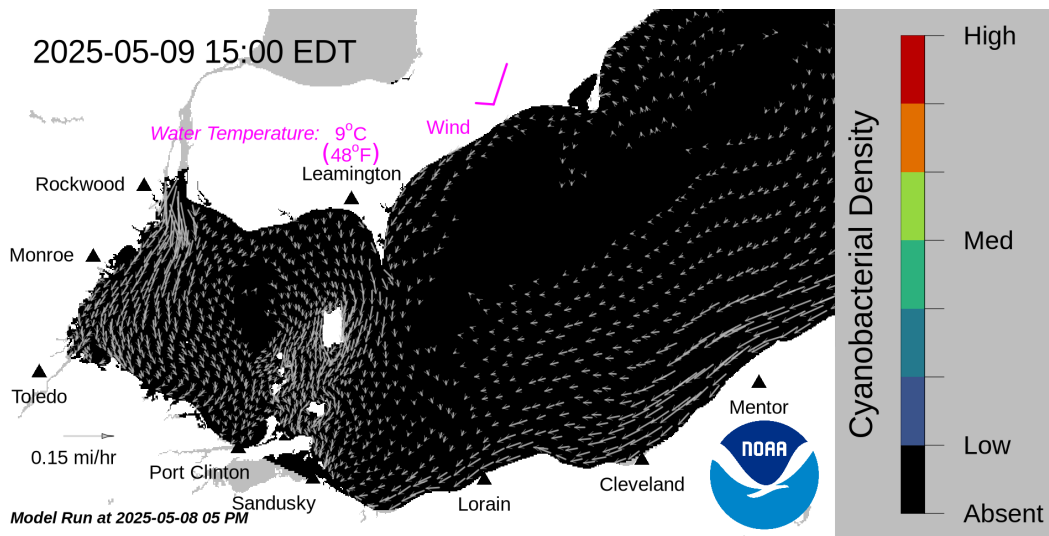 2025-05-09 15:00 EDT
Water Temperature: 9°C
(48°F)
Wind
Leamington
Rockwood
Monroe
Toledo
0.15 mi/hr
Port Clinton
Sandusky
Lorain
Cleveland
Mentor
NOAA
Model Run at 2025-05-08 05 PM
Cyanobacterial Density
High
Med
Low
Absent